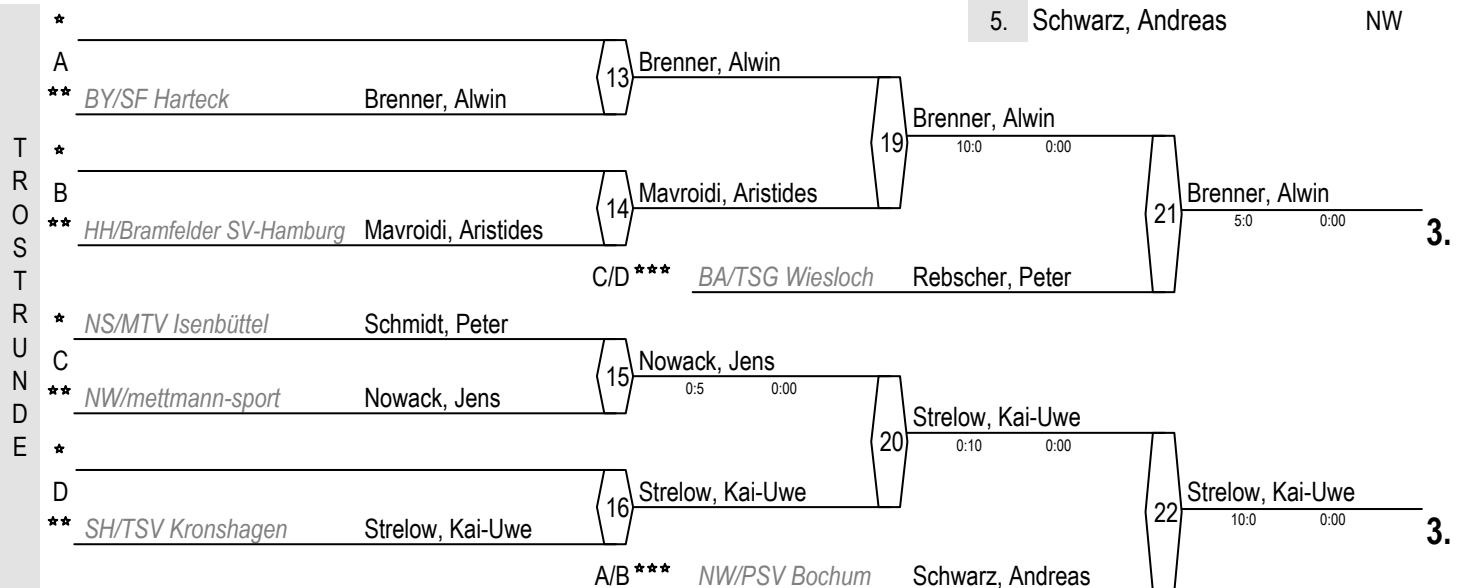 ★
5. Schwarz, Andreas NW
A
13 Brenner, Alwin
★★ BY/SF Harteck Brenner, Alwin
Brenner, Alwin
19
10:0 0:00
★
B
14 Mavroidi, Aristides
★★ HH/Bramfelder SV-Hamburg Mavroidi, Aristides
21 Brenner, Alwin
5:0 0:00
3.
C/D ★★★ BA/TSG Wiesloch Rebscher, Peter
TROSTRUNDE
★ NS/MTV Isenbüttel Schmidt, Peter
C
15 Nowack, Jens
0:5 0:00
★★ NW/mettmann-sport Nowack, Jens
Strelow, Kai-Uwe
20
0:10 0:00
★
D
16 Strelow, Kai-Uwe
★★ SH/TSV Kronshagen Strelow, Kai-Uwe
22 Strelow, Kai-Uwe
10:0 0:00
3.
A/B ★★★ NW/PSV Bochum Schwarz, Andreas